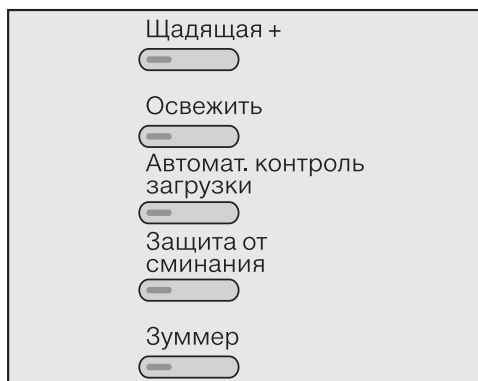 Щадящая +
Освежить
Автомат. контроль
загрузки
Защита от
сминания
Зуммер